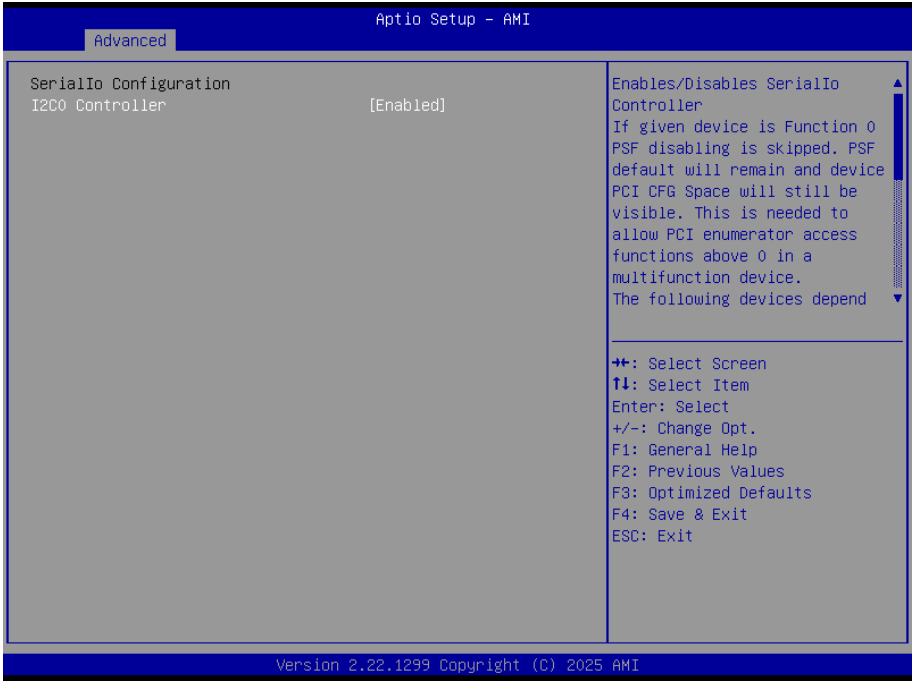 Aptio Setup – AMI
Advanced
SerialIo Configuration
I2C0 Controller [Enabled]
Enables/Disables SerialIo
Controller
If given device is Function 0
PSF disabling is skipped. PSF
default will remain and device
PCI CFG Space will still be
visible. This is needed to
allow PCI enumerator access
functions above 0 in a
multifunction device.
The following devices depend
→←: Select Screen
↑↓: Select Item
Enter: Select
+/-: Change Opt.
F1: General Help
F2: Previous Values
F3: Optimized Defaults
F4: Save & Exit
ESC: Exit
Version 2.22.1299 Copyright (C) 2025 AMI